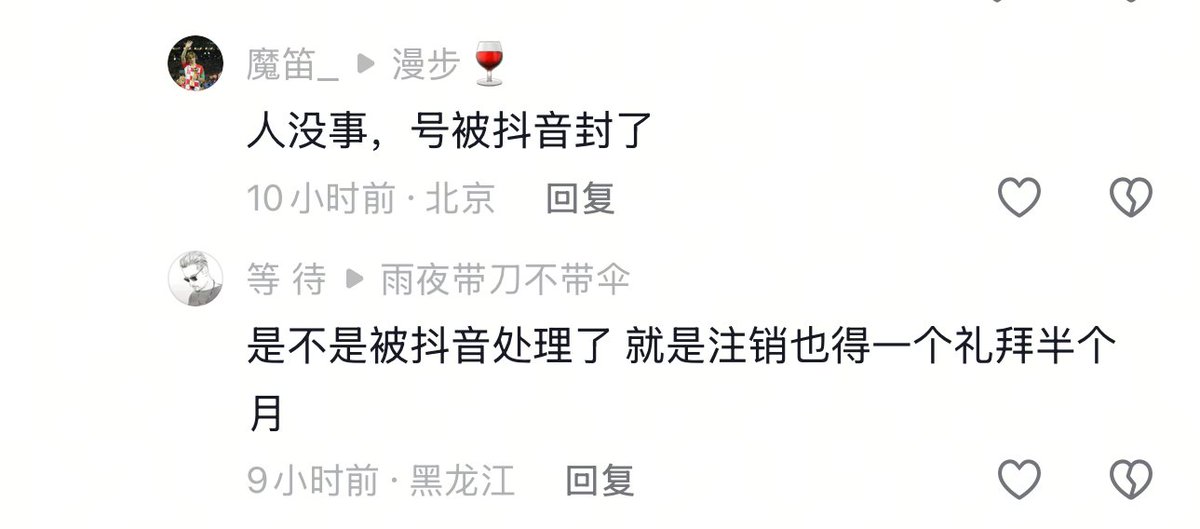 魔笛_ ▶ 漫步🍷
人没事，号被抖音封了
10小时前 · 北京 回复
等 待 ▶ 雨夜带刀不带伞
是不是被抖音处理了 就是注销也得一个礼拜半个
月
9小时前 · 黑龙江 回复